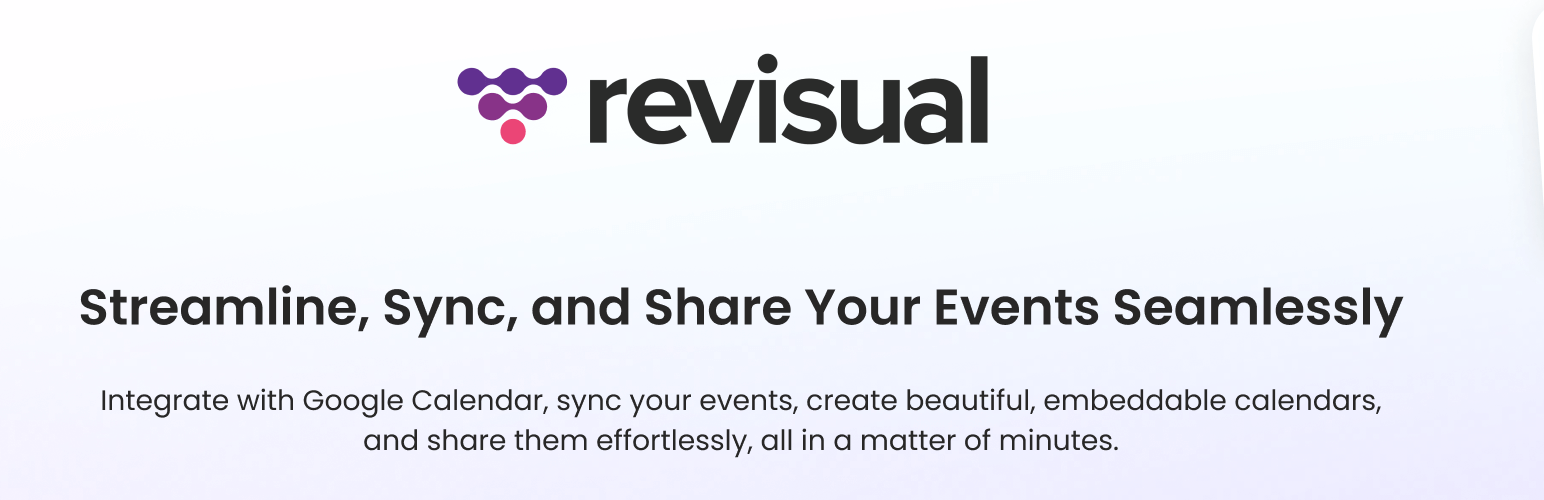 revisual
Streamline, Sync, and Share Your Events Seamlessly
Integrate with Google Calendar, sync your events, create beautiful, embeddable calendars,
and share them effortlessly, all in a matter of minutes.